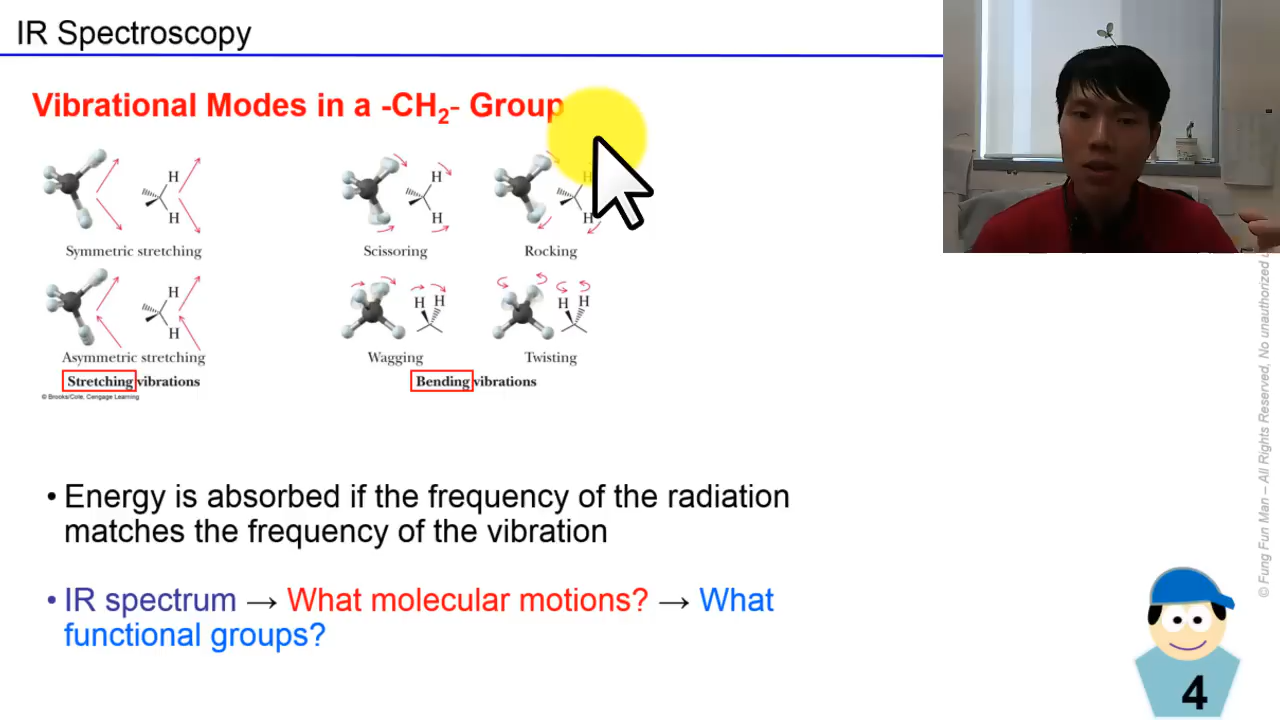 IR Spectroscopy
Vibrational Modes in a -CH2- Group
H
H
Symmetric stretching
H
H
Scissoring
H
H
Rocking
H
H
Asymmetric stretching
H H
Wagging
H H
Twisting
Stretching vibrations
Bending vibrations
© Brooks/Cole, Cengage Learning
• Energy is absorbed if the frequency of the radiation
matches the frequency of the vibration
• IR spectrum → What molecular motions? → What
functional groups?
4
© Fung Fun Man – All Rights Reserved, No unauthorized